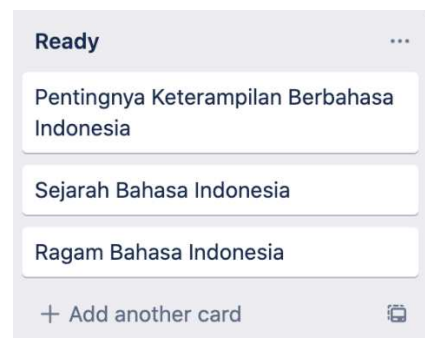 Ready
Pentingnya Keterampilan Berbahasa
Indonesia
Sejarah Bahasa Indonesia
Ragam Bahasa Indonesia
+ Add another card